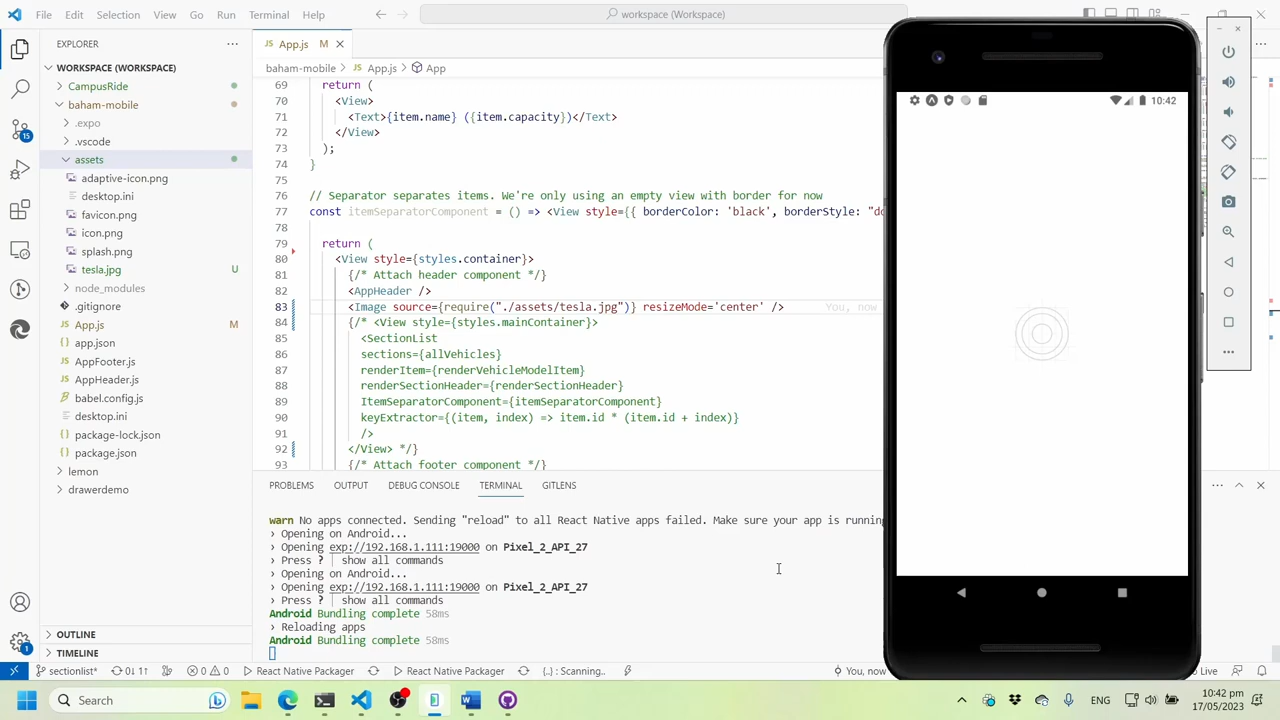 File Edit Selection View Go Run Terminal Help
workspace (Workspace)
EXPLORER
WORKSPACE (WORKSPACE)
CampusRide
baham-mobile
.expo
.vscode
assets
adaptive-icon.png
desktop.ini
favicon.png
icon.png
splash.png
tesla.jpg U
node_modules
.gitignore
App.js M
app.json
AppFooter.js
AppHeader.js
babel.config.js
desktop.ini
package-lock.json
package.json
lemon
drawerdemo
OUTLINE
TIMELINE
JS App.js M
baham-mobile > JS App.js > App
69 return (
70 <View>
71 <Text>{item.name} ({item.capacity})</Text>
72 </View>
73 );
74 }
75
76 // Separator separates items. We're only using an empty view with border for now
77 const itemSeparatorComponent = () => <View style={{ borderColor: 'black', borderStyle: "do
78
79 return (
80 <View style={styles.container}>
81 {/* Attach header component */}
82 <AppHeader />
83 <Image source={require("./assets/tesla.jpg")} resizeMode='center' /> You, now
84 {/* <View style={styles.mainContainer}>
85 <SectionList
86 sections={allVehicles}
87 renderItem={renderVehicleModelItem}
88 renderSectionHeader={renderSectionHeader}
89 ItemSeparatorComponent={itemSeparatorComponent}
90 keyExtractor={(item, index) => item.id * (item.id + index)}
91 />
92 </View> */}
93 {/* Attach footer component */}
PROBLEMS OUTPUT DEBUG CONSOLE TERMINAL GITLENS
warn No apps connected. Sending "reload" to all React Native apps failed. Make sure your app is running
› Opening on Android...
› Opening exp://192.168.1.111:19000 on Pixel_2_API_27
› Press ? | show all commands
› Opening on Android...
› Opening exp://192.168.1.111:19000 on Pixel_2_API_27
› Press ? | show all commands
Android Bundling complete 58ms
› Reloading apps
Android Bundling complete 58ms
10:42
15
1
sectionlist* 0↓ 1↑ 0 0 React Native Packager React Native Packager {.} : Scanning.. You, now Live
Search ENG 10:42 pm
17/05/2023